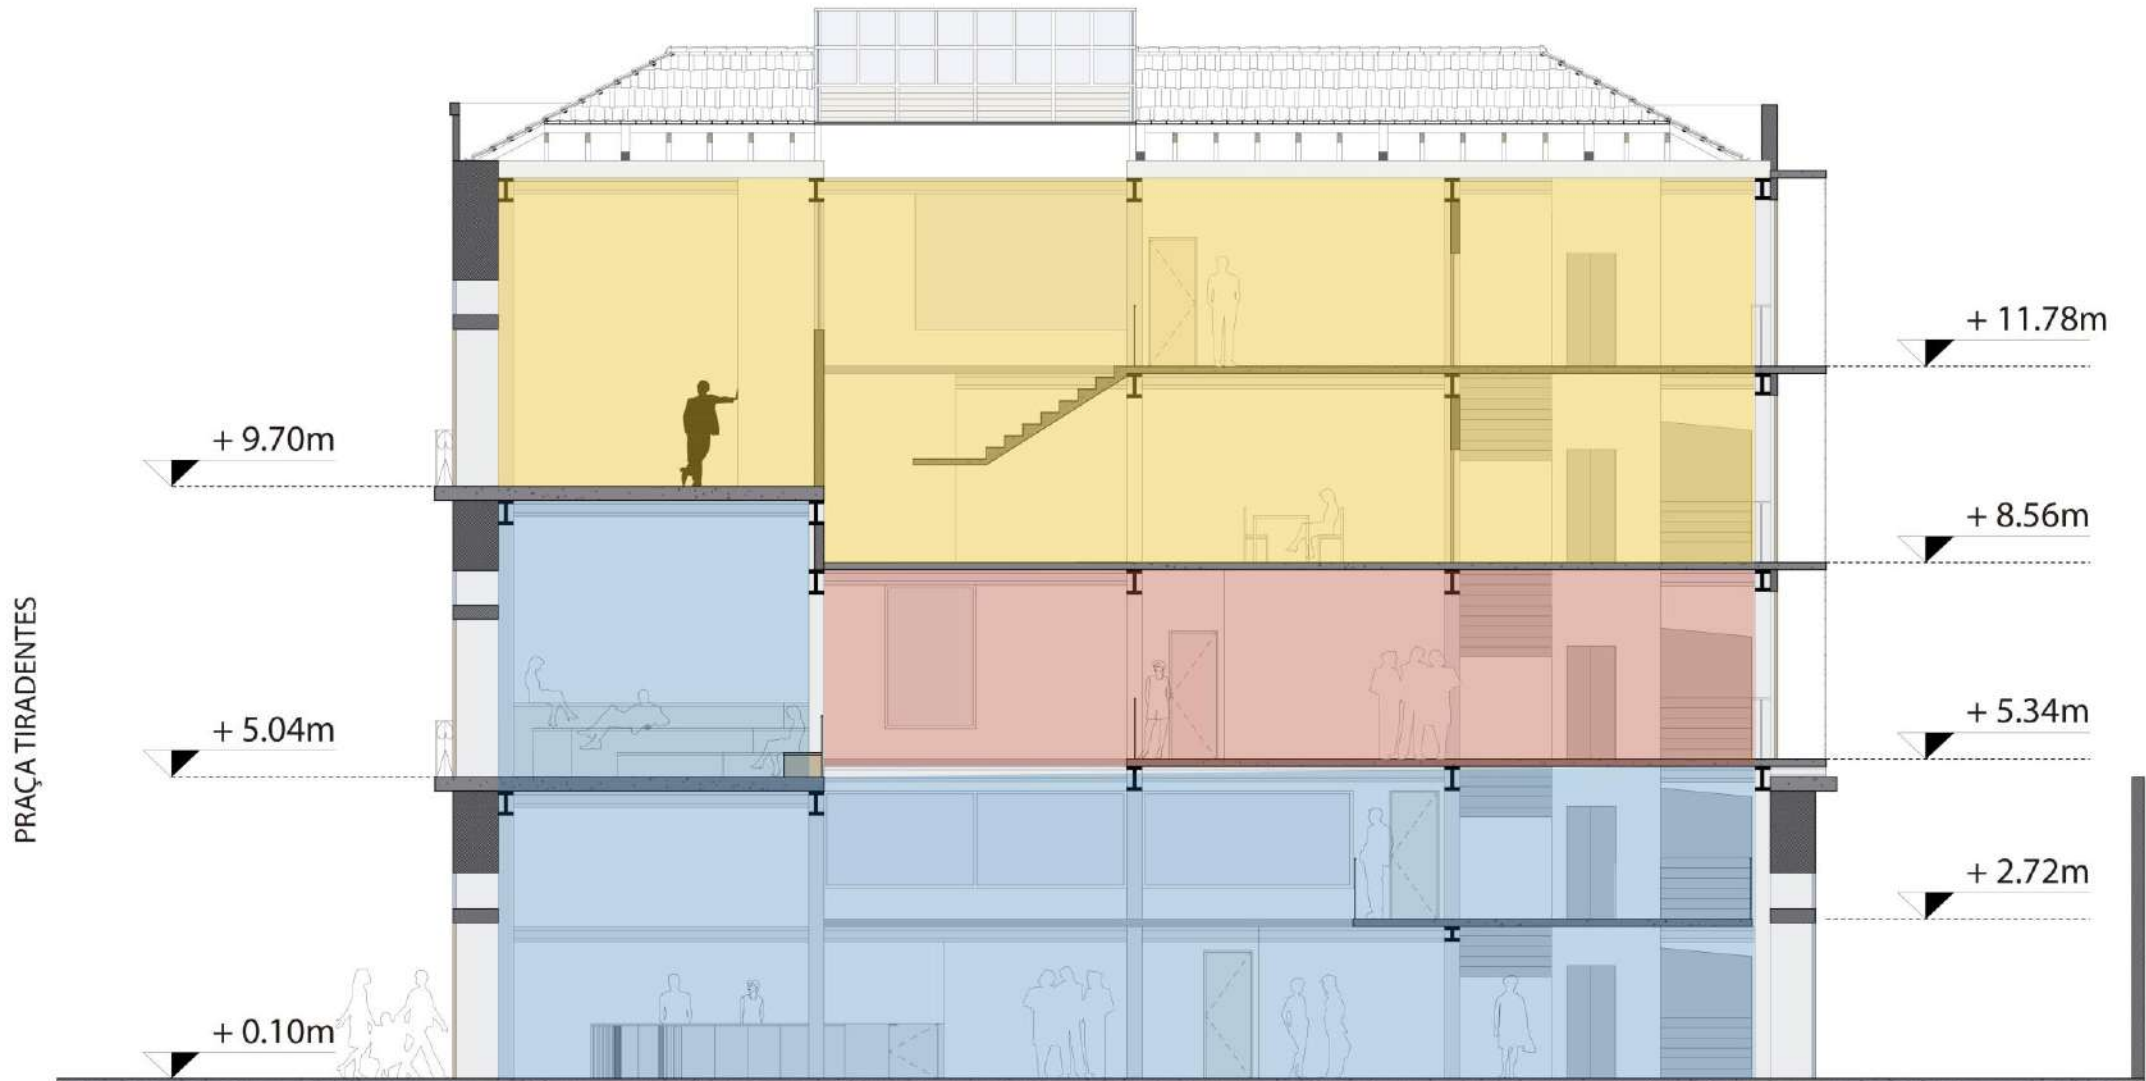 + 11.78m
+ 9.70m
+ 8.56m
+ 5.34m
+ 5.04m
+ 2.72m
+ 0.10m
PRAÇA TIRADENTES